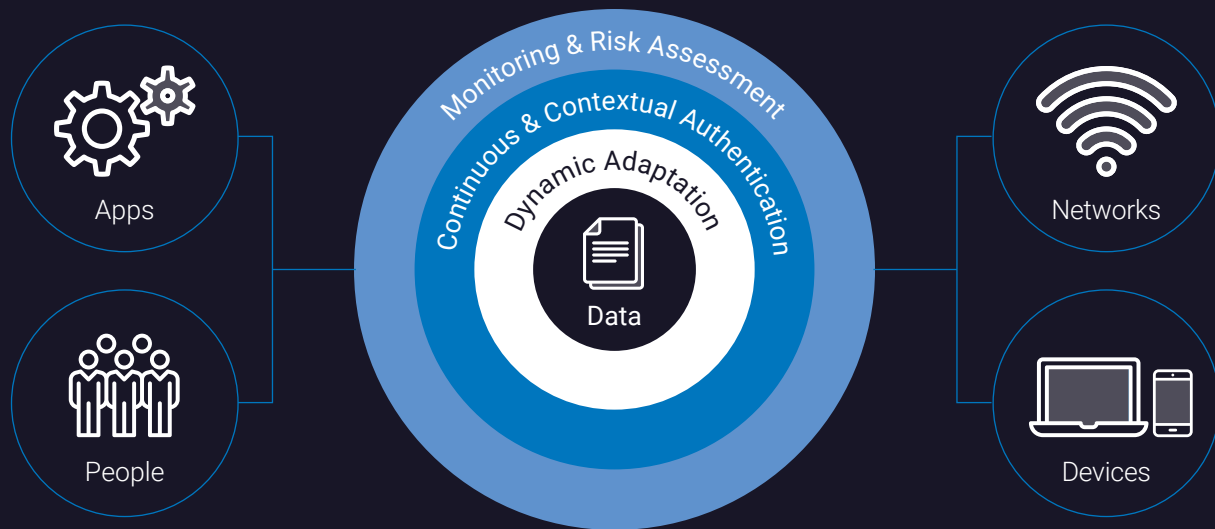 Monitoring & Risk Assessment
Continuous & Contextual Authentication
Dynamic Adaptation
Data
Apps
People
Networks
Devices